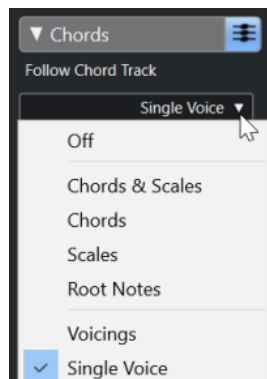 Chords
Follow Chord Track
Single Voice
Off
Chords & Scales
Chords
Scales
Root Notes
Voicings
Single Voice